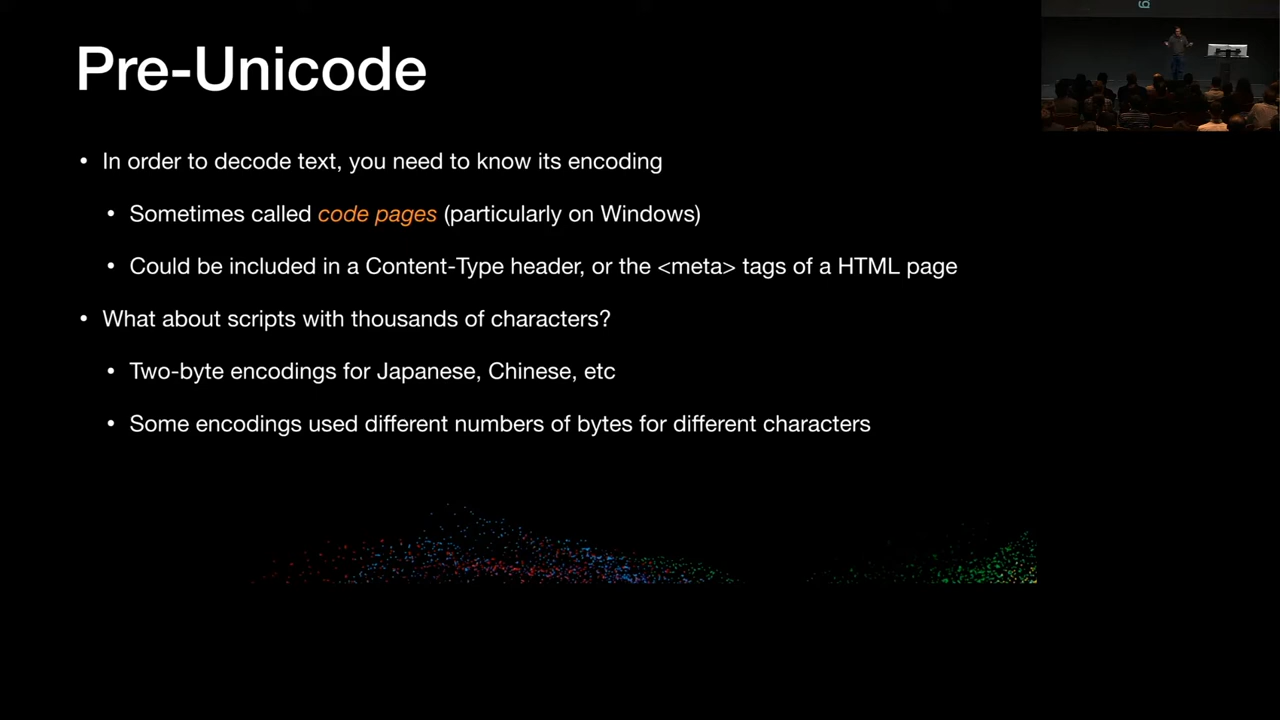 Pre-Unicode
• In order to decode text, you need to know its encoding
• Sometimes called code pages (particularly on Windows)
• Could be included in a Content-Type header, or the <meta> tags of a HTML page
• What about scripts with thousands of characters?
• Two-byte encodings for Japanese, Chinese, etc
• Some encodings used different numbers of bytes for different characters